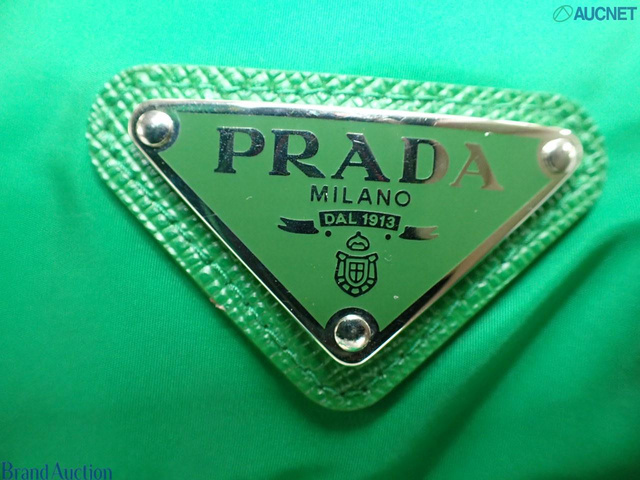 AUCNET
PRADA
MILANO
DAL 1913
Brand Auction